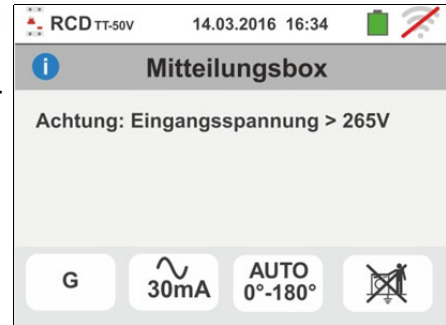 RCD TT-50V 14.03.2016 16:34
i Mitteilungsbox
Achtung: Eingangsspannung > 265V
G 30mA AUTO 0°-180°